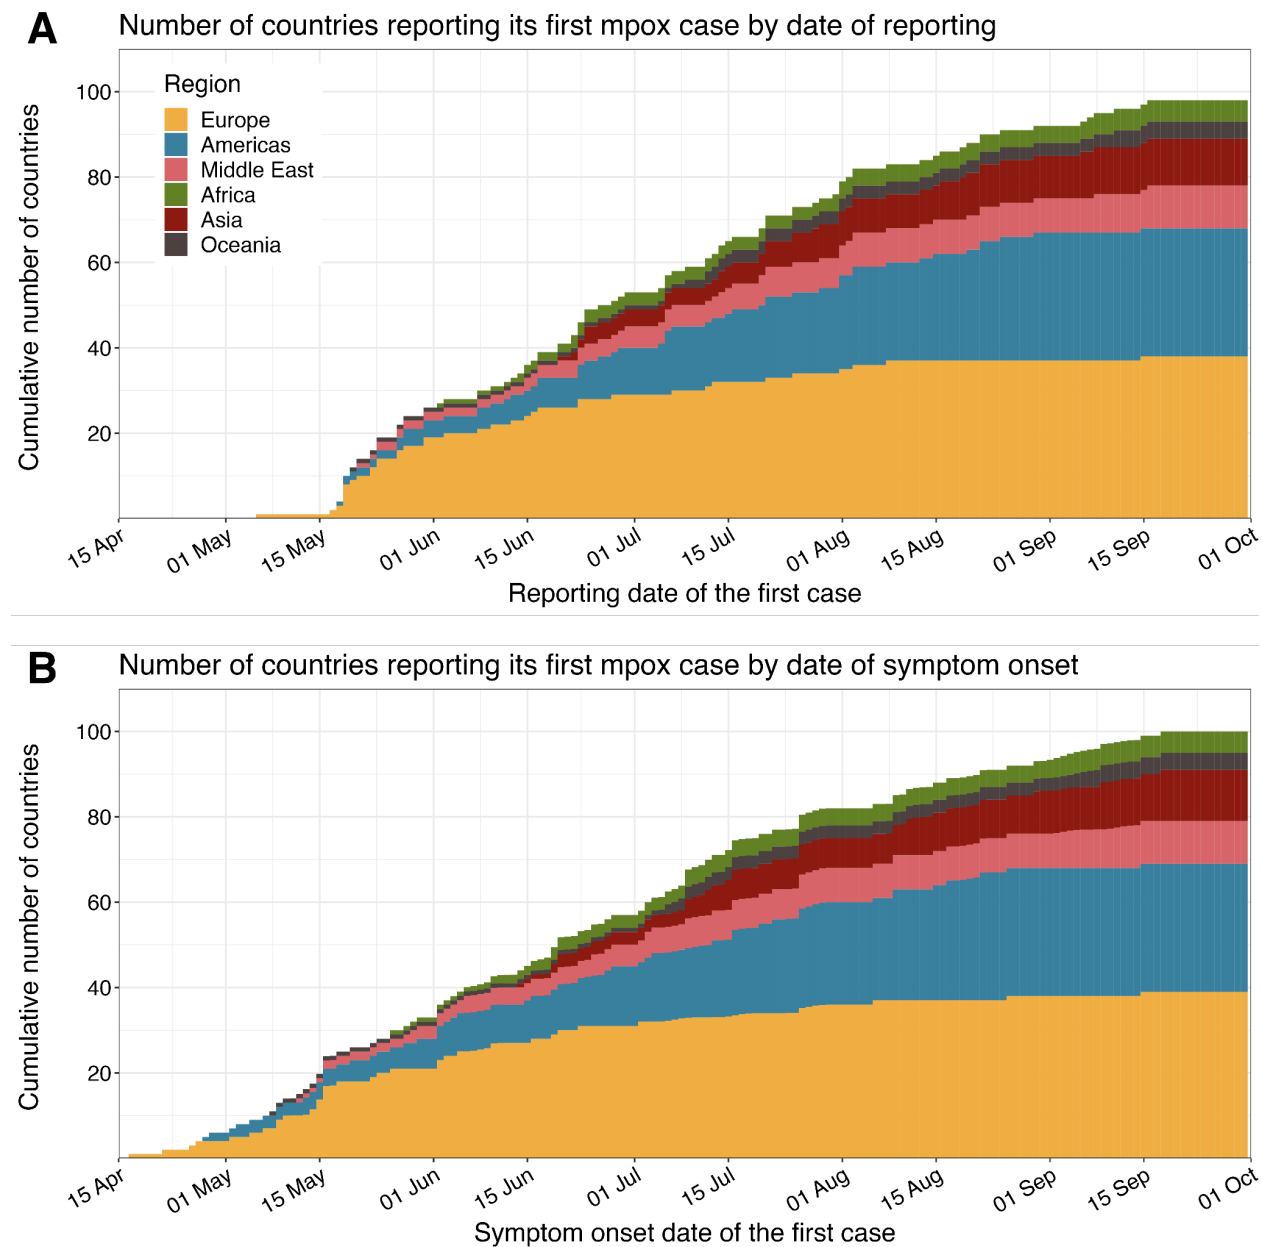 A
Number of countries reporting its first mpox case by date of reporting
Cumulative number of countries
100
80
60
40
20
Region
Europe
Americas
Middle East
Africa
Asia
Oceania
15 Apr
01 May
15 May
01 Jun
15 Jun
01 Jul
15 Jul
01 Aug
15 Aug
01 Sep
15 Sep
01 Oct
Reporting date of the first case
B
Number of countries reporting its first mpox case by date of symptom onset
Cumulative number of countries
100
80
60
40
20
15 Apr
01 May
15 May
01 Jun
15 Jun
01 Jul
15 Jul
01 Aug
15 Aug
01 Sep
15 Sep
01 Oct
Symptom onset date of the first case